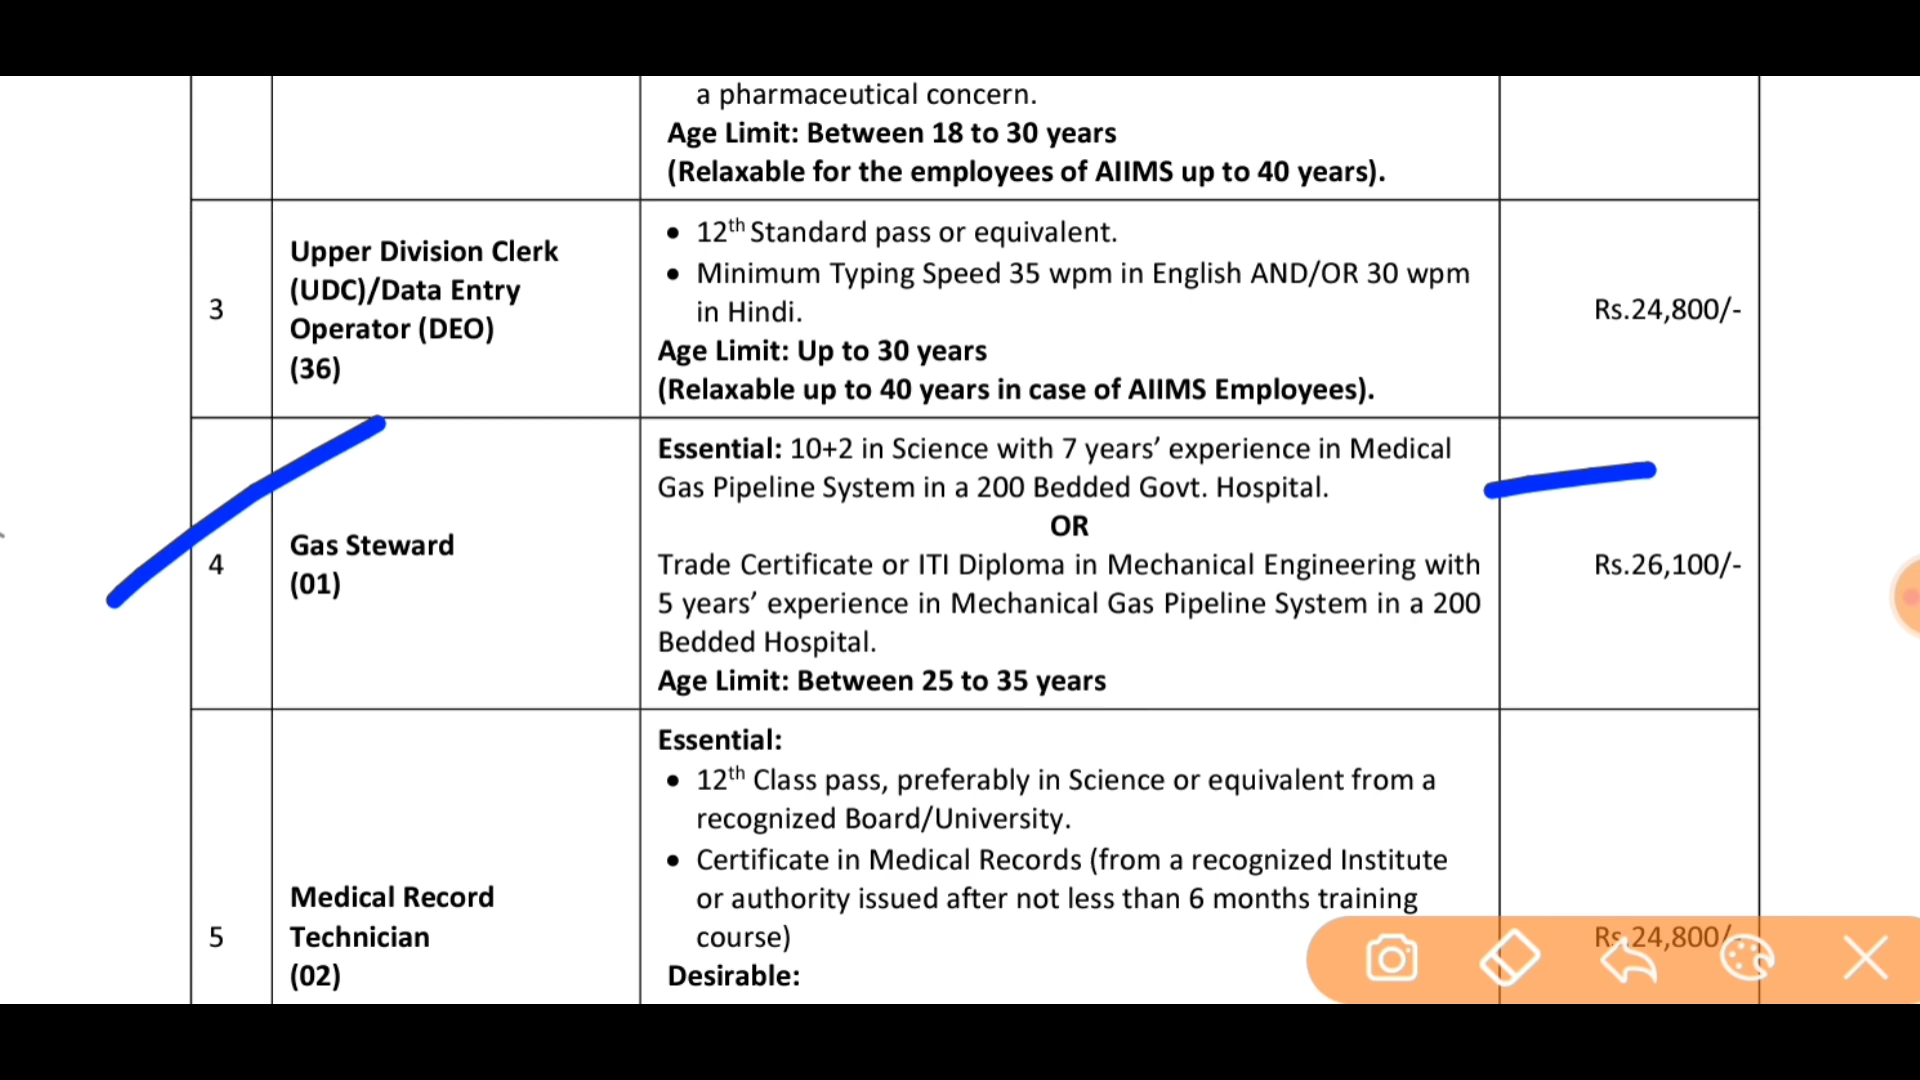 a pharmaceutical concern.
Age Limit: Between 18 to 30 years
(Relaxable for the employees of AIIMS up to 40 years).
3
Upper Division Clerk
(UDC)/Data Entry
Operator (DEO)
(36)
• 12th Standard pass or equivalent.
• Minimum Typing Speed 35 wpm in English AND/OR 30 wpm
in Hindi.
Age Limit: Up to 30 years
(Relaxable up to 40 years in case of AIIMS Employees).
Rs.24,800/-
4
Gas Steward
(01)
Essential: 10+2 in Science with 7 years’ experience in Medical
Gas Pipeline System in a 200 Bedded Govt. Hospital.
OR
Trade Certificate or ITI Diploma in Mechanical Engineering with
5 years’ experience in Mechanical Gas Pipeline System in a 200
Bedded Hospital.
Age Limit: Between 25 to 35 years
Rs.26,100/-
5
Medical Record
Technician
(02)
Essential:
• 12th Class pass, preferably in Science or equivalent from a
recognized Board/University.
• Certificate in Medical Records (from a recognized Institute
or authority issued after not less than 6 months training
course)
Desirable:
Rs.24,800/-